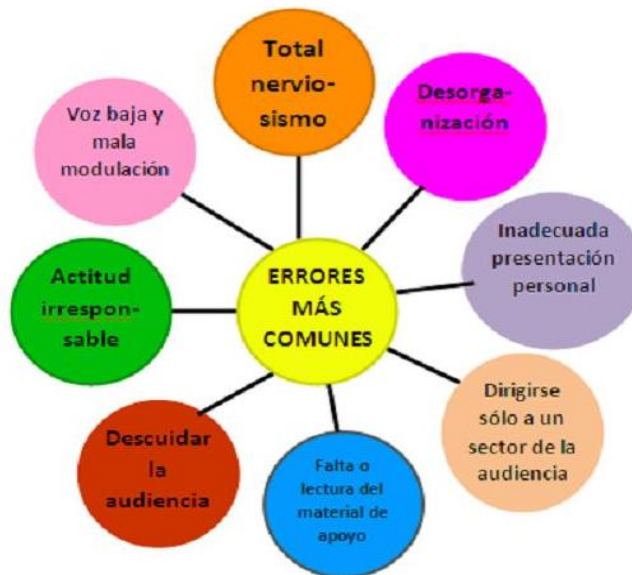 Total
nervio-
sismo
Desorga-
nización
Inadecuada
presentación
personal
Dirigirse
sólo a un
sector de la
audiencia
Falta o
lectura del
material de
apoyo
Descuidar
la
audiencia
Actitud
irrespon-
sable
Voz baja y
mala
modulación
ERRORES
MÁS
COMUNES